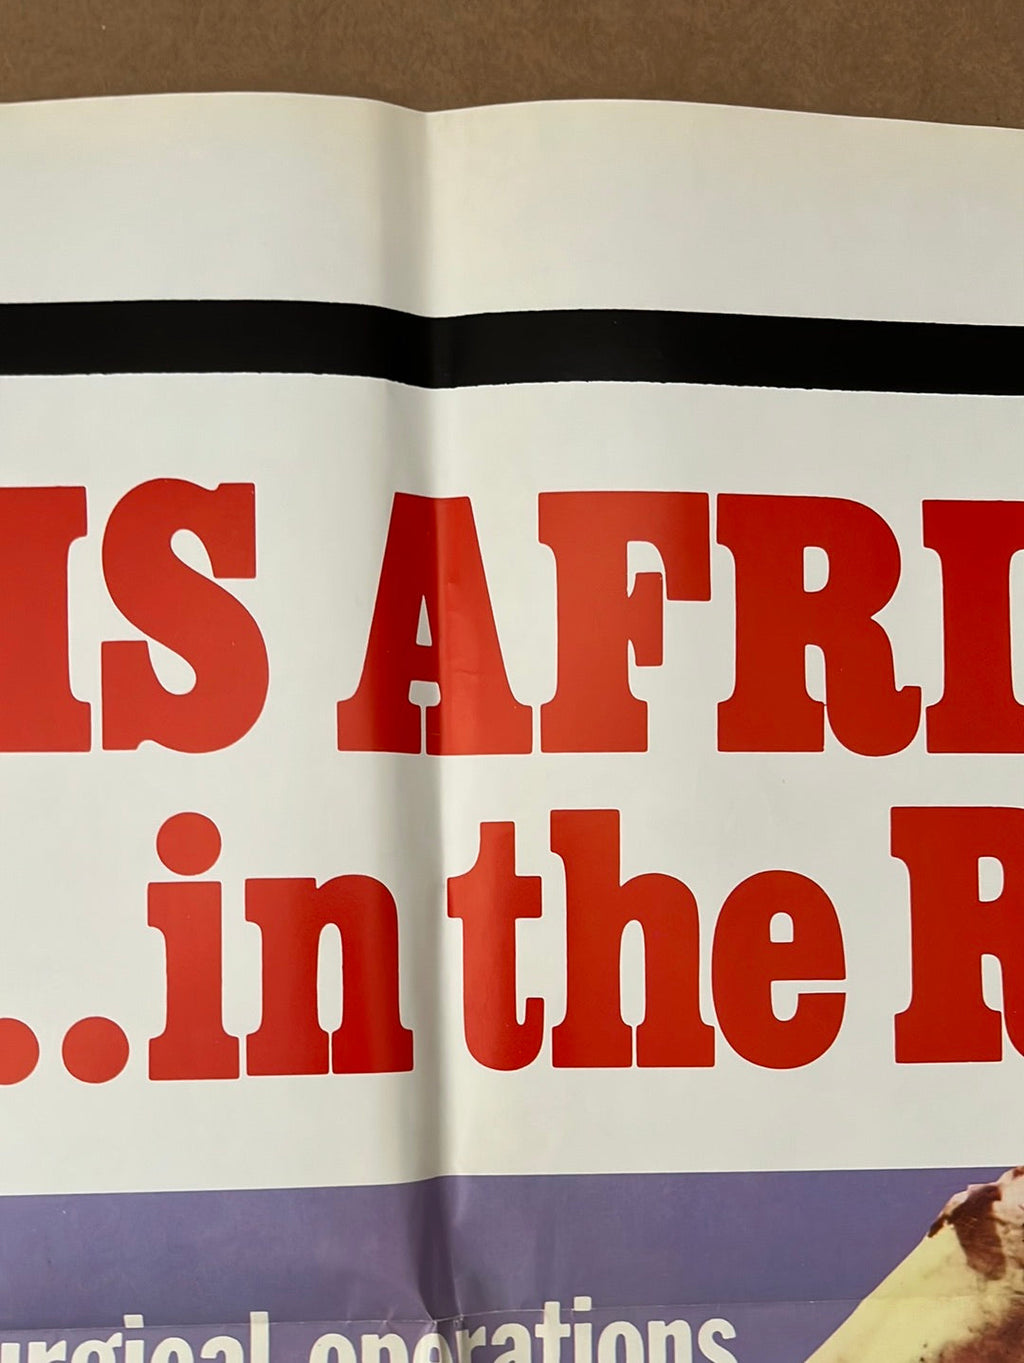 IS AFRI
..in the R
urgical operations